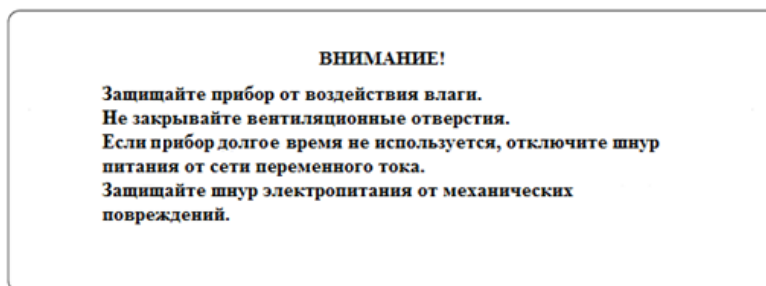 ВНИМАНИЕ!
Защищайте прибор от воздействия влаги.
Не закрывайте вентиляционные отверстия.
Если прибор долгое время не используется, отключите шнур
питания от сети переменного тока.
Защищайте шнур электропитания от механических
повреждений.